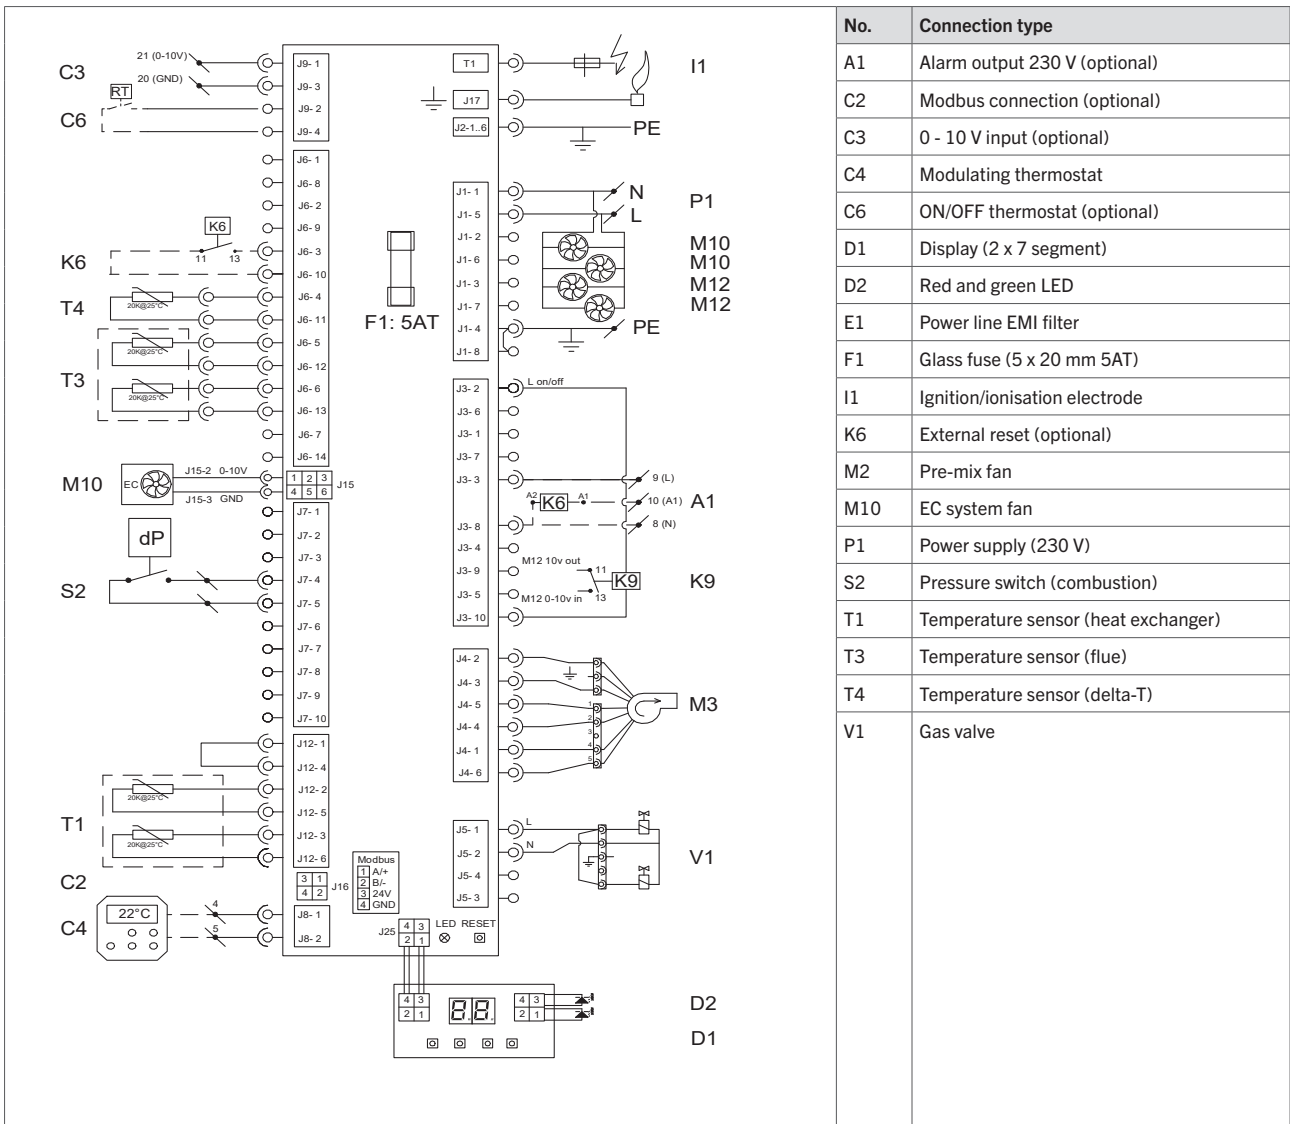 C3
21 (0-10V)
20 (GND)
RT
C6
K6
K6
11 13
T4
20K@25°C
T3
20K@25°C
20K@25°C
M10
EC
J15-2 0-10V
J15-3 GND
dP
S2
T1
20K@25°C
20K@25°C
C2
C4
22°C
4
5
J9- 1
J9- 3
J9- 2
J9- 4
J6- 1
J6- 8
J6- 2
J6- 9
J6- 3
J6- 10
J6- 4
J6- 11
J6- 5
J6- 12
J6- 6
J6- 13
J6- 7
J6- 14
1 2 3
4 5 6
J15
J7- 1
J7- 2
J7- 3
J7- 4
J7- 5
J7- 6
J7- 7
J7- 8
J7- 9
J7- 10
J12- 1
J12- 4
J12- 2
J12- 5
J12- 3
J12- 6
3 1
4 2
J16
J8- 1
J8- 2
Modbus
1 A/+
2 B/-
3 24V
4 GND
F1: 5AT
J25
4 3
2 1
LED RESET
T1
J17
J2-1..6
J1- 1
J1- 5
J1- 2
J1- 6
J1- 3
J1- 7
J1- 4
J1- 8
J3- 2
J3- 6
J3- 1
J3- 7
J3- 3
J3- 8
J3- 4
J3- 9
J3- 5
J3- 10
J4- 2
J4- 3
J4- 5
J4- 4
J4- 1
J4- 6
J5- 1
J5- 2
J5- 4
J5- 3
I1
PE
N
L
P1
M10
M10
M12
M12
PE
L on/off
9 (L)
A2 K6 A1
10 (A1)
8 (N)
A1
M12 10v out
11
K9
M12 0-10v in
13
K9
1
2
3
4
5
M3
L
N
V1
4 3
2 1
8.8.
4 3
2 1
D2
D1
No. Connection type
A1 Alarm output 230 V (optional)
C2 Modbus connection (optional)
C3 0 - 10 V input (optional)
C4 Modulating thermostat
C6 ON/OFF thermostat (optional)
D1 Display (2 x 7 segment)
D2 Red and green LED
E1 Power line EMI filter
F1 Glass fuse (5 x 20 mm 5AT)
I1 Ignition/ionisation electrode
K6 External reset (optional)
M2 Pre-mix fan
M10 EC system fan
P1 Power supply (230 V)
S2 Pressure switch (combustion)
T1 Temperature sensor (heat exchanger)
T3 Temperature sensor (flue)
T4 Temperature sensor (delta-T)
V1 Gas valve